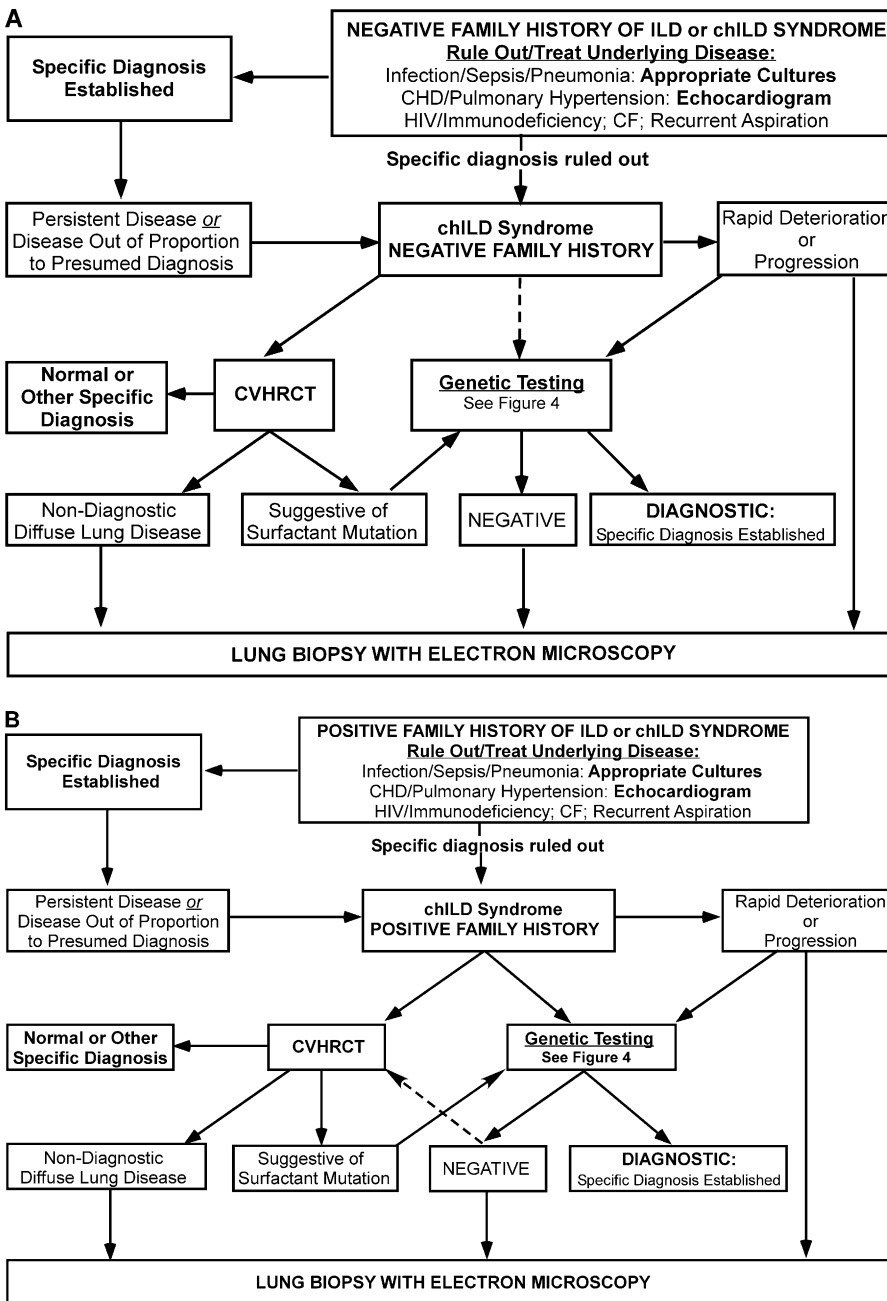 A
NEGATIVE FAMILY HISTORY OF ILD or chILD SYNDROME
Rule Out/Treat Underlying Disease:
Infection/Sepsis/Pneumonia: Appropriate Cultures
CHD/Pulmonary Hypertension: Echocardiogram
HIV/Immunodeficiency; CF; Recurrent Aspiration
Specific Diagnosis
Established
Specific diagnosis ruled out
Persistent Disease or
Disease Out of Proportion
to Presumed Diagnosis
chILD Syndrome
NEGATIVE FAMILY HISTORY
Rapid Deterioration
or
Progression
Normal or
Other Specific
Diagnosis
CVHRCT
Genetic Testing
See Figure 4
Non-Diagnostic
Diffuse Lung Disease
Suggestive of
Surfactant Mutation
NEGATIVE
DIAGNOSTIC:
Specific Diagnosis Established
LUNG BIOPSY WITH ELECTRON MICROSCOPY
B
POSITIVE FAMILY HISTORY OF ILD or chILD SYNDROME
Rule Out/Treat Underlying Disease:
Infection/Sepsis/Pneumonia: Appropriate Cultures
CHD/Pulmonary Hypertension: Echocardiogram
HIV/Immunodeficiency; CF; Recurrent Aspiration
Specific Diagnosis
Established
Specific diagnosis ruled out
Persistent Disease or
Disease Out of Proportion
to Presumed Diagnosis
chILD Syndrome
POSITIVE FAMILY HISTORY
Rapid Deterioration
or
Progression
Normal or Other
Specific Diagnosis
CVHRCT
Genetic Testing
See Figure 4
Non-Diagnostic
Diffuse Lung Disease
Suggestive of
Surfactant Mutation
NEGATIVE
DIAGNOSTIC:
Specific Diagnosis Established
LUNG BIOPSY WITH ELECTRON MICROSCOPY